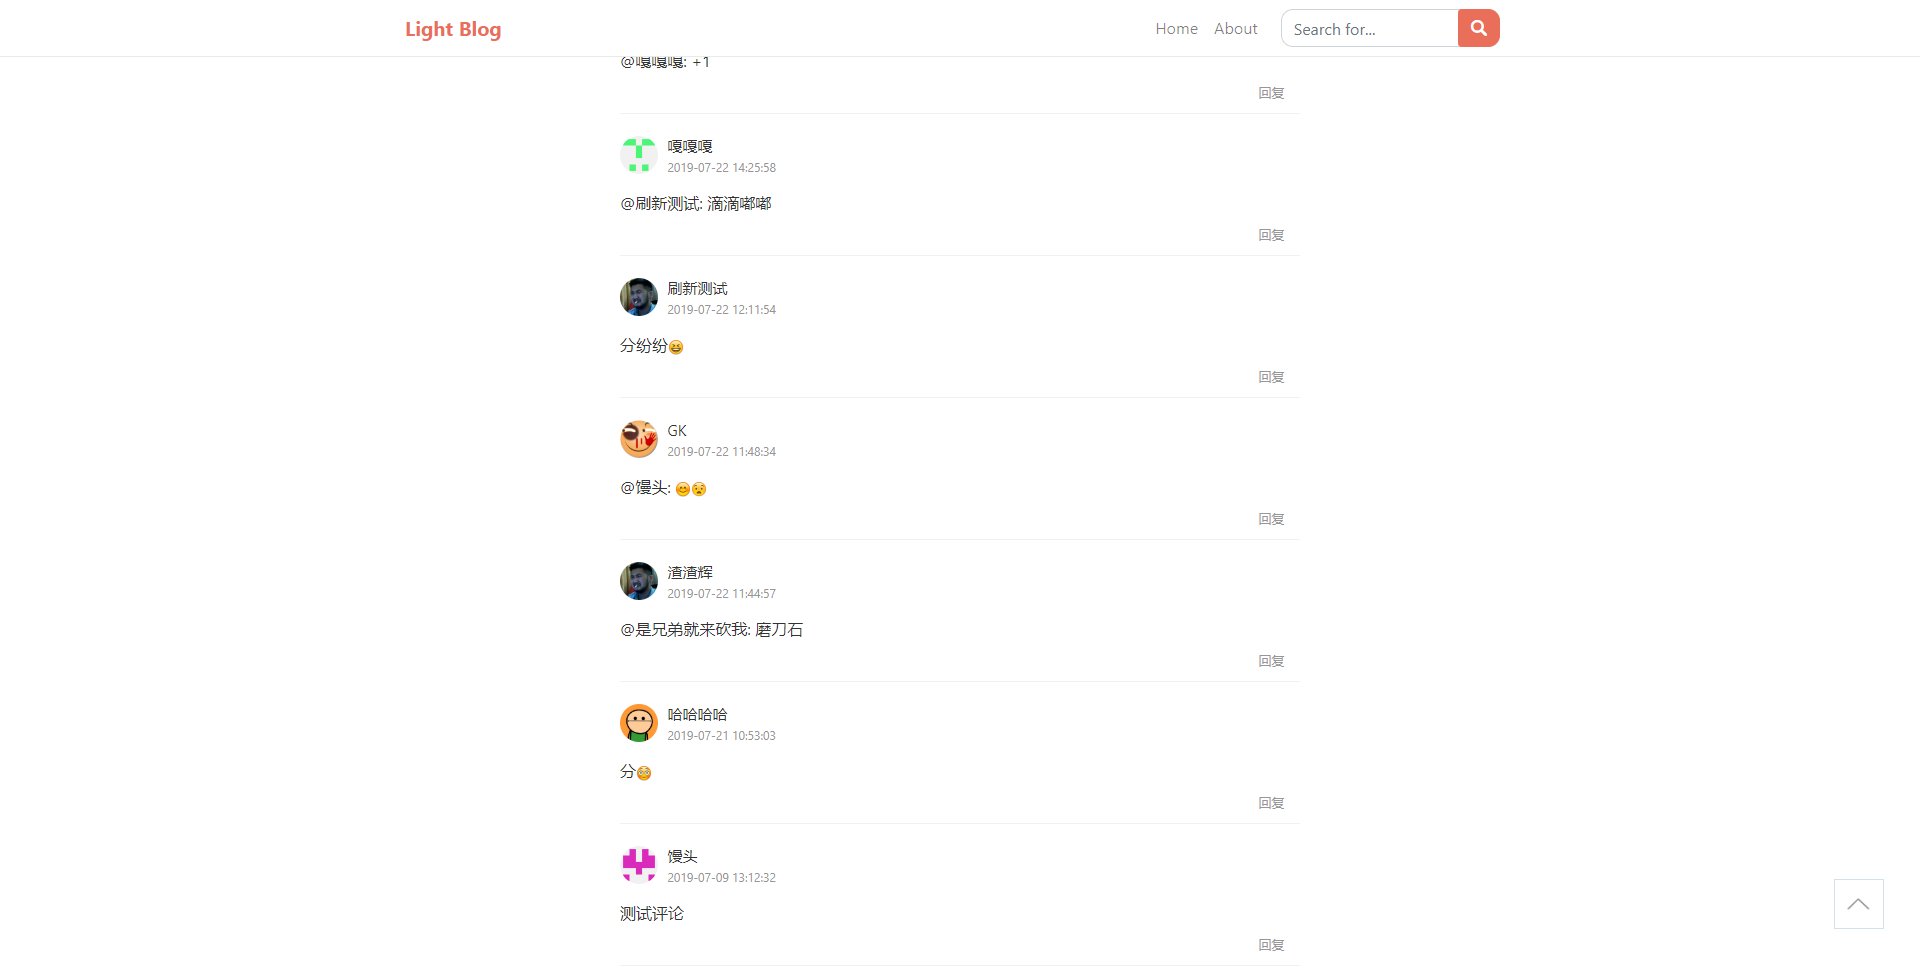 Light Blog
Home About Search for...
@嘎嘎嘎: +1
回复
嘎嘎嘎
2019-07-22 14:25:58
@刷新测试: 滴滴嘟嘟
回复
刷新测试
2019-07-22 12:11:54
分纷纷😆
回复
GK
2019-07-22 11:48:34
@馒头: 😊😧
回复
渣渣辉
2019-07-22 11:44:57
@是兄弟就来砍我: 磨刀石
回复
哈哈哈哈
2019-07-21 10:53:03
分😳
回复
馒头
2019-07-09 13:12:32
测试评论
回复